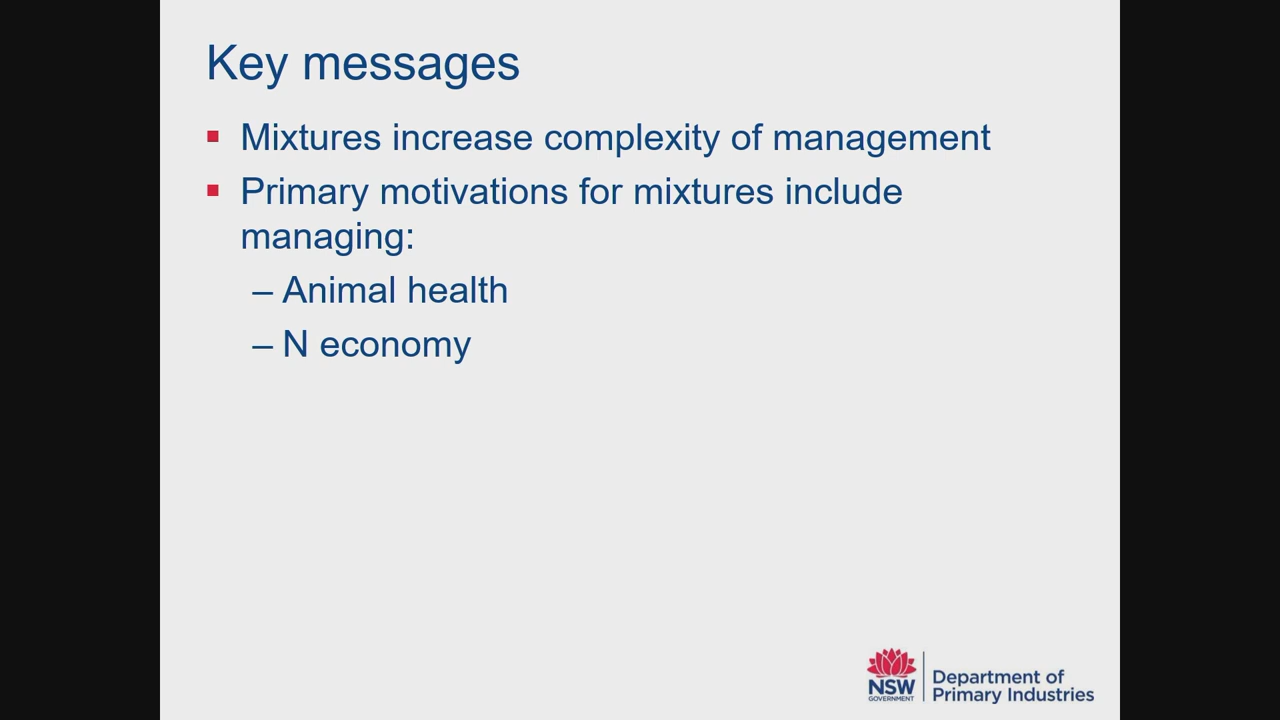 Key messages
▪ Mixtures increase complexity of management
▪ Primary motivations for mixtures include
managing:
– Animal health
– N economy
NSW
GOVERNMENT
Department of
Primary Industries